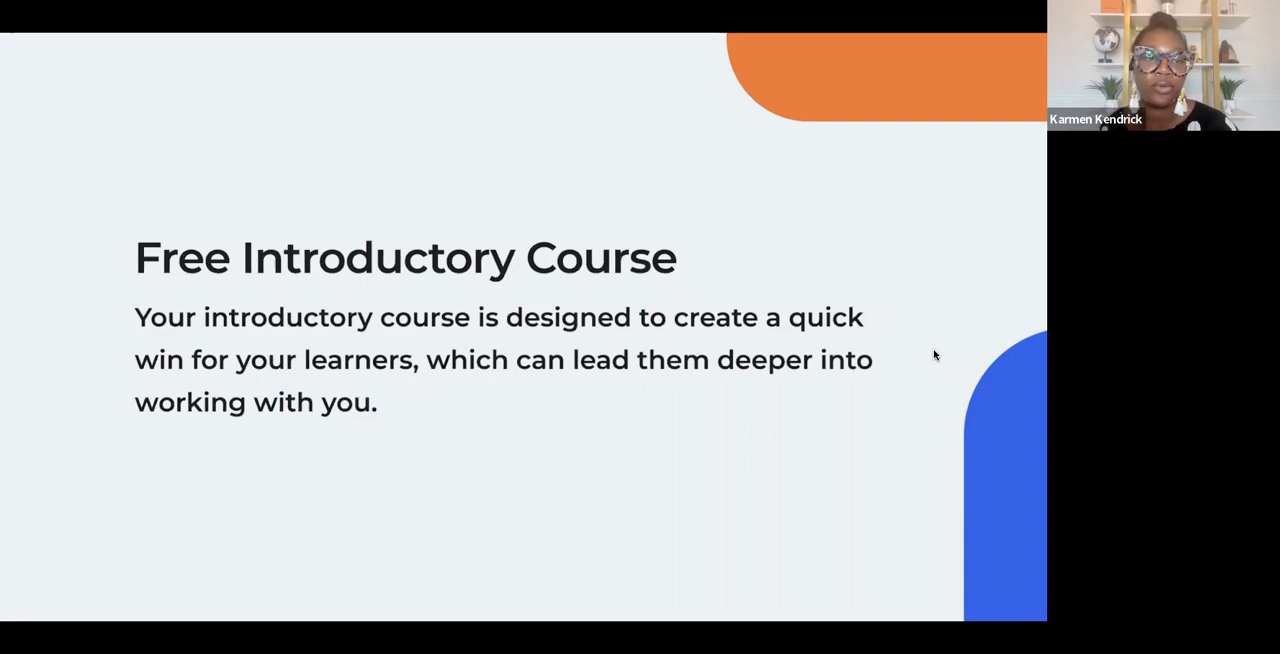 Free Introductory Course
Your introductory course is designed to create a quick
win for your learners, which can lead them deeper into
working with you.
Karmen Kendrick